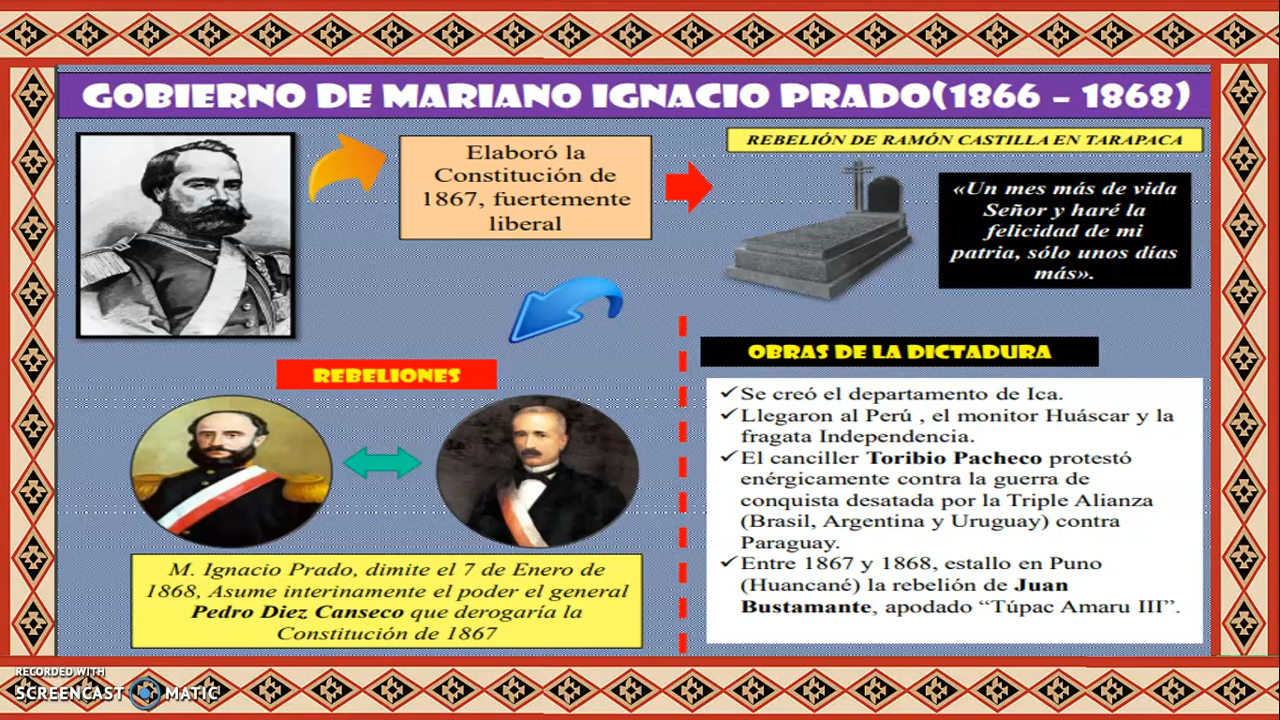 GOBIERNO DE MARIANO IGNACIO PRADO(1866 – 1868)
Elaboró la
Constitución de
1867, fuertemente
liberal
REBELIÓN DE RAMÓN CASTILLA EN TARAPACA
«Un mes más de vida
Señor y haré la
felicidad de mi
patria, sólo unos días
más».
REBELIONES
M. Ignacio Prado, dimite el 7 de Enero de
1868, Asume interinamente el poder el general
Pedro Diez Canseco que derogaría la
Constitución de 1867
OBRAS DE LA DICTADURA
✓Se creó el departamento de Ica.
✓Llegaron al Perú , el monitor Huáscar y la
fragata Independencia.
✓El canciller Toribio Pacheco protestó
enérgicamente contra la guerra de
conquista desatada por la Triple Alianza
(Brasil, Argentina y Uruguay) contra
Paraguay.
✓Entre 1867 y 1868, estallo en Puno
(Huancané) la rebelión de Juan
Bustamante, apodado “Túpac Amaru III”.
RECORDED WITH
SCREENCAST MATIC